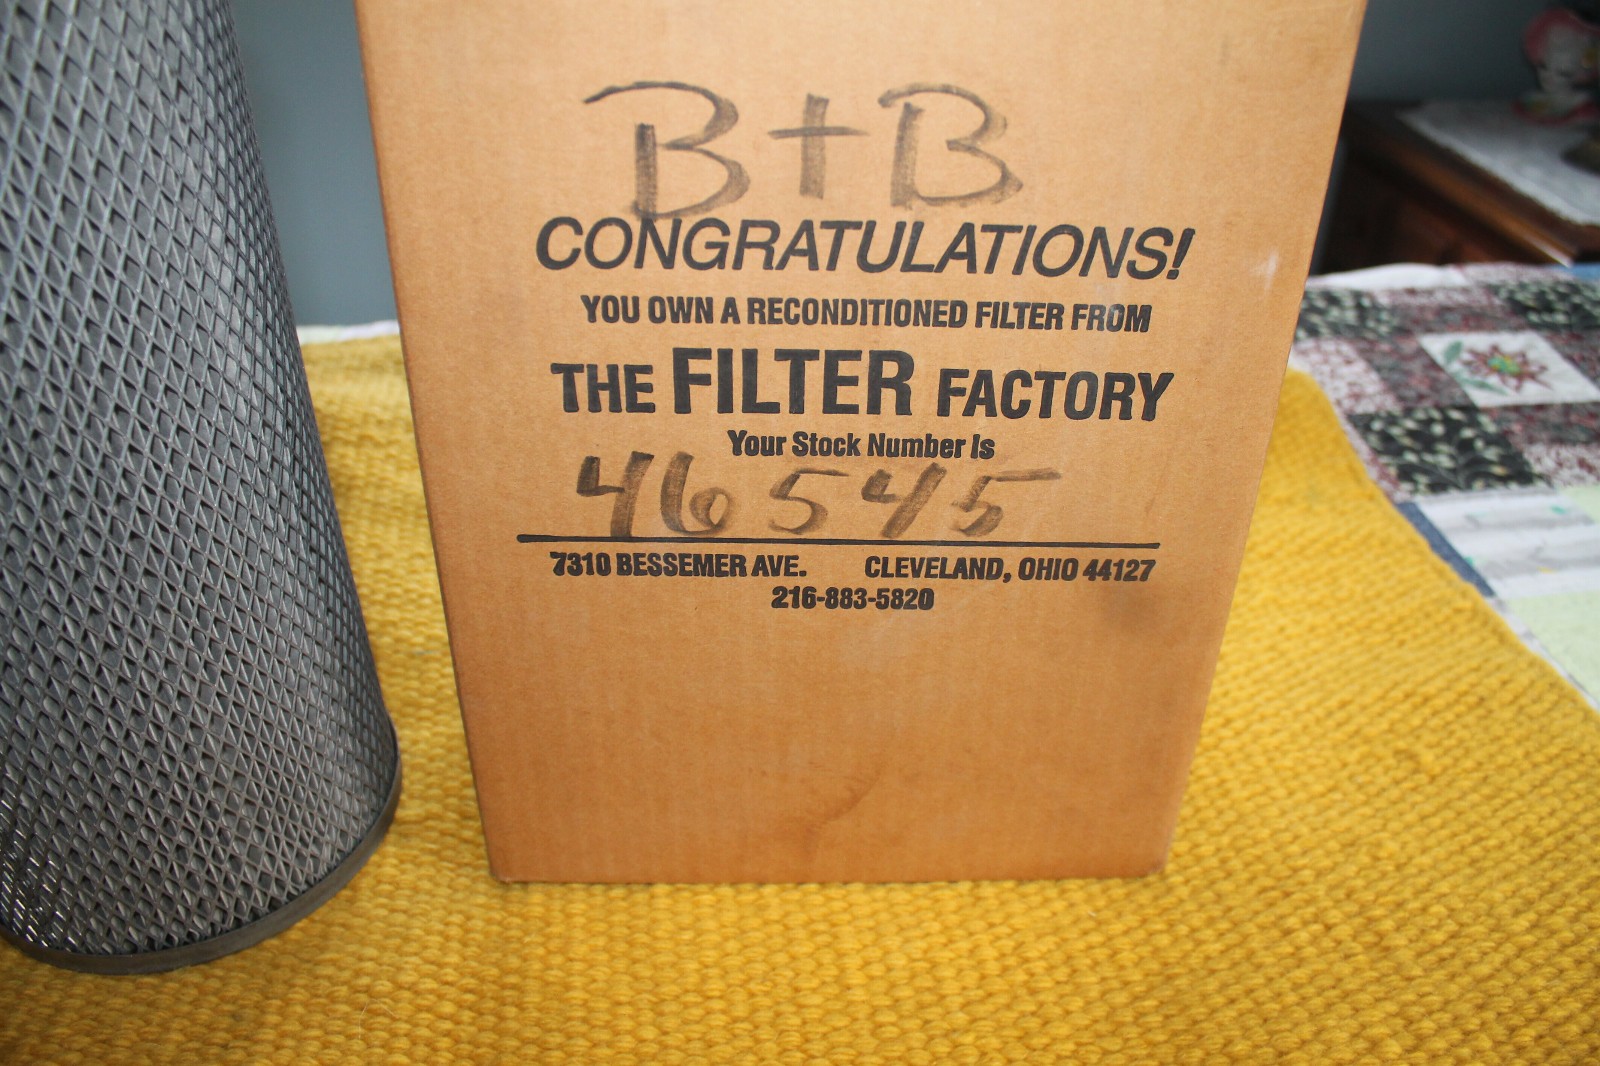 B+B
CONGRATULATIONS!
YOU OWN A RECONDITIONED FILTER FROM
THE FILTER FACTORY
Your Stock Number Is
46545
7310 BESSEMER AVE. CLEVELAND, OHIO 44127
216-883-5820